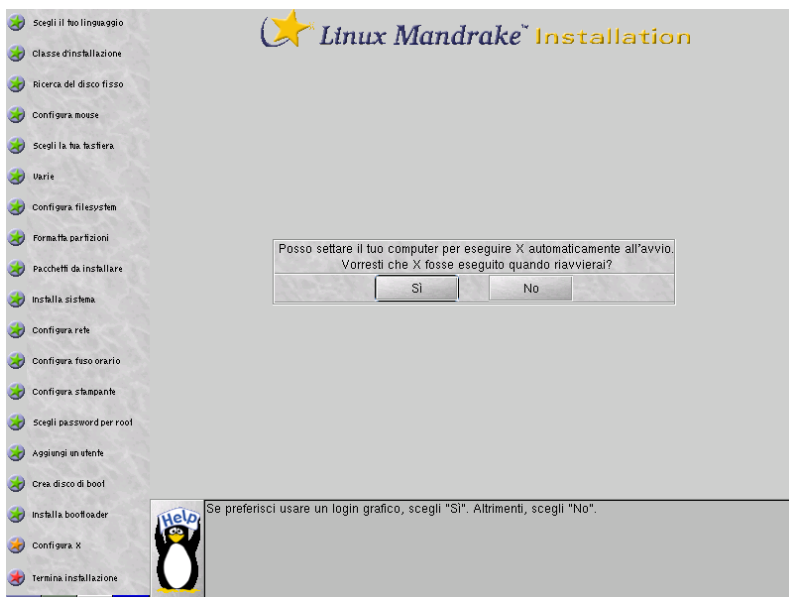 Linux Mandrake™ Installation
Scegli il tuo linguaggio
Classe d'installazione
Ricerca del disco fisso
Configura mouse
Scegli la tua tastiera
Varie
Configura filesystem
Formatta partizioni
Pacchetti da installare
Installa sistema
Configura rete
Configura fuso orario
Configura stampante
Scegli password per root
Aggiungi un utente
Crea disco di boot
Installa bootloader
Configura X
Termina installazione
Posso settare il tuo computer per eseguire X automaticamente all'avvio.
Vorresti che X fosse eseguito quando riavvierai?
Sì
No
Help
Se preferisci usare un login grafico, scegli "Sì". Altrimenti, scegli "No".